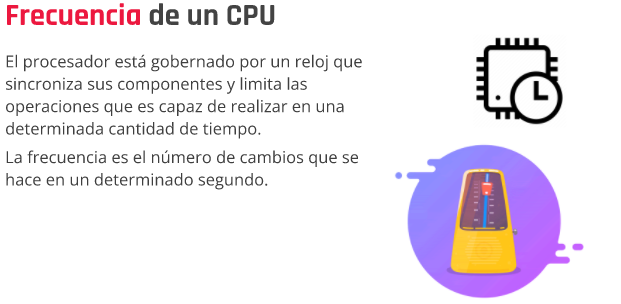 Frecuencia de un CPU
El procesador está gobernado por un reloj que
sincroniza sus componentes y limita las
operaciones que es capaz de realizar en una
determinada cantidad de tiempo.
La frecuencia es el número de cambios que se
hace en un determinado segundo.